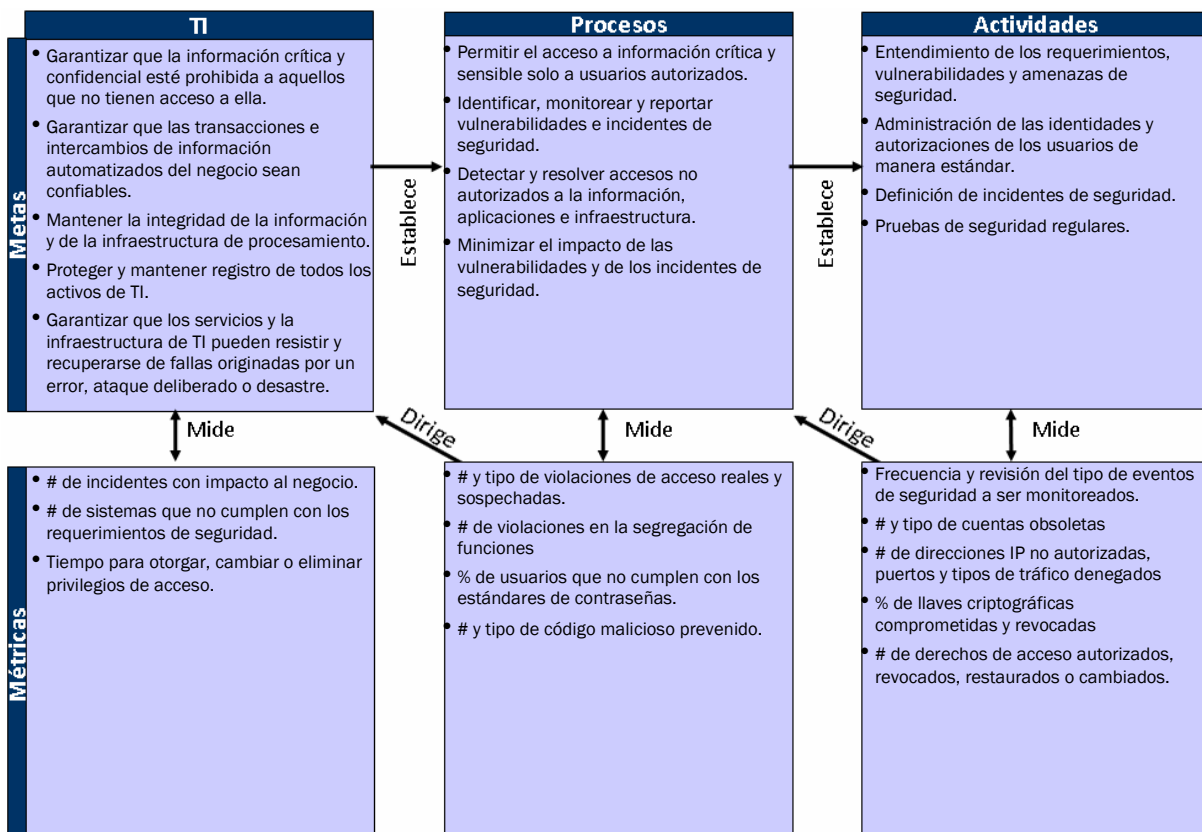 TI
Procesos
Actividades
Metas
• Garantizar que la información crítica y
confidencial esté prohibida a aquellos
que no tienen acceso a ella.
• Garantizar que las transacciones e
intercambios de información
automatizados del negocio sean
confiables.
• Mantener la integridad de la información
y de la infraestructura de procesamiento.
• Proteger y mantener registro de todos los
activos de TI.
• Garantizar que los servicios y la
infraestructura de TI pueden resistir y
recuperarse de fallas originadas por un
error, ataque deliberado o desastre.
Establece
• Permitir el acceso a información crítica y
sensible solo a usuarios autorizados.
• Identificar, monitorear y reportar
vulnerabilidades e incidentes de
seguridad.
• Detectar y resolver accesos no
autorizados a la información,
aplicaciones e infraestructura.
• Minimizar el impacto de las
vulnerabilidades y de los incidentes de
seguridad.
Establece
• Entendimiento de los requerimientos,
vulnerabilidades y amenazas de
seguridad.
• Administración de las identidades y
autorizaciones de los usuarios de
manera estándar.
• Definición de incidentes de seguridad.
• Pruebas de seguridad regulares.
Mide
Dirige
Mide
Dirige
Mide
Métricas
• # de incidentes con impacto al negocio.
• # de sistemas que no cumplen con los
requerimientos de seguridad.
• Tiempo para otorgar, cambiar o eliminar
privilegios de acceso.
• # y tipo de violaciones de acceso reales y
sospechadas.
• # de violaciones en la segregación de
funciones
• % de usuarios que no cumplen con los
estándares de contraseñas.
• # y tipo de código malicioso prevenido.
• Frecuencia y revisión del tipo de eventos
de seguridad a ser monitoreados.
• # y tipo de cuentas obsoletas
• # de direcciones IP no autorizadas,
puertos y tipos de tráfico denegados
• % de llaves criptográficas
comprometidas y revocadas
• # de derechos de acceso autorizados,
revocados, restaurados o cambiados.